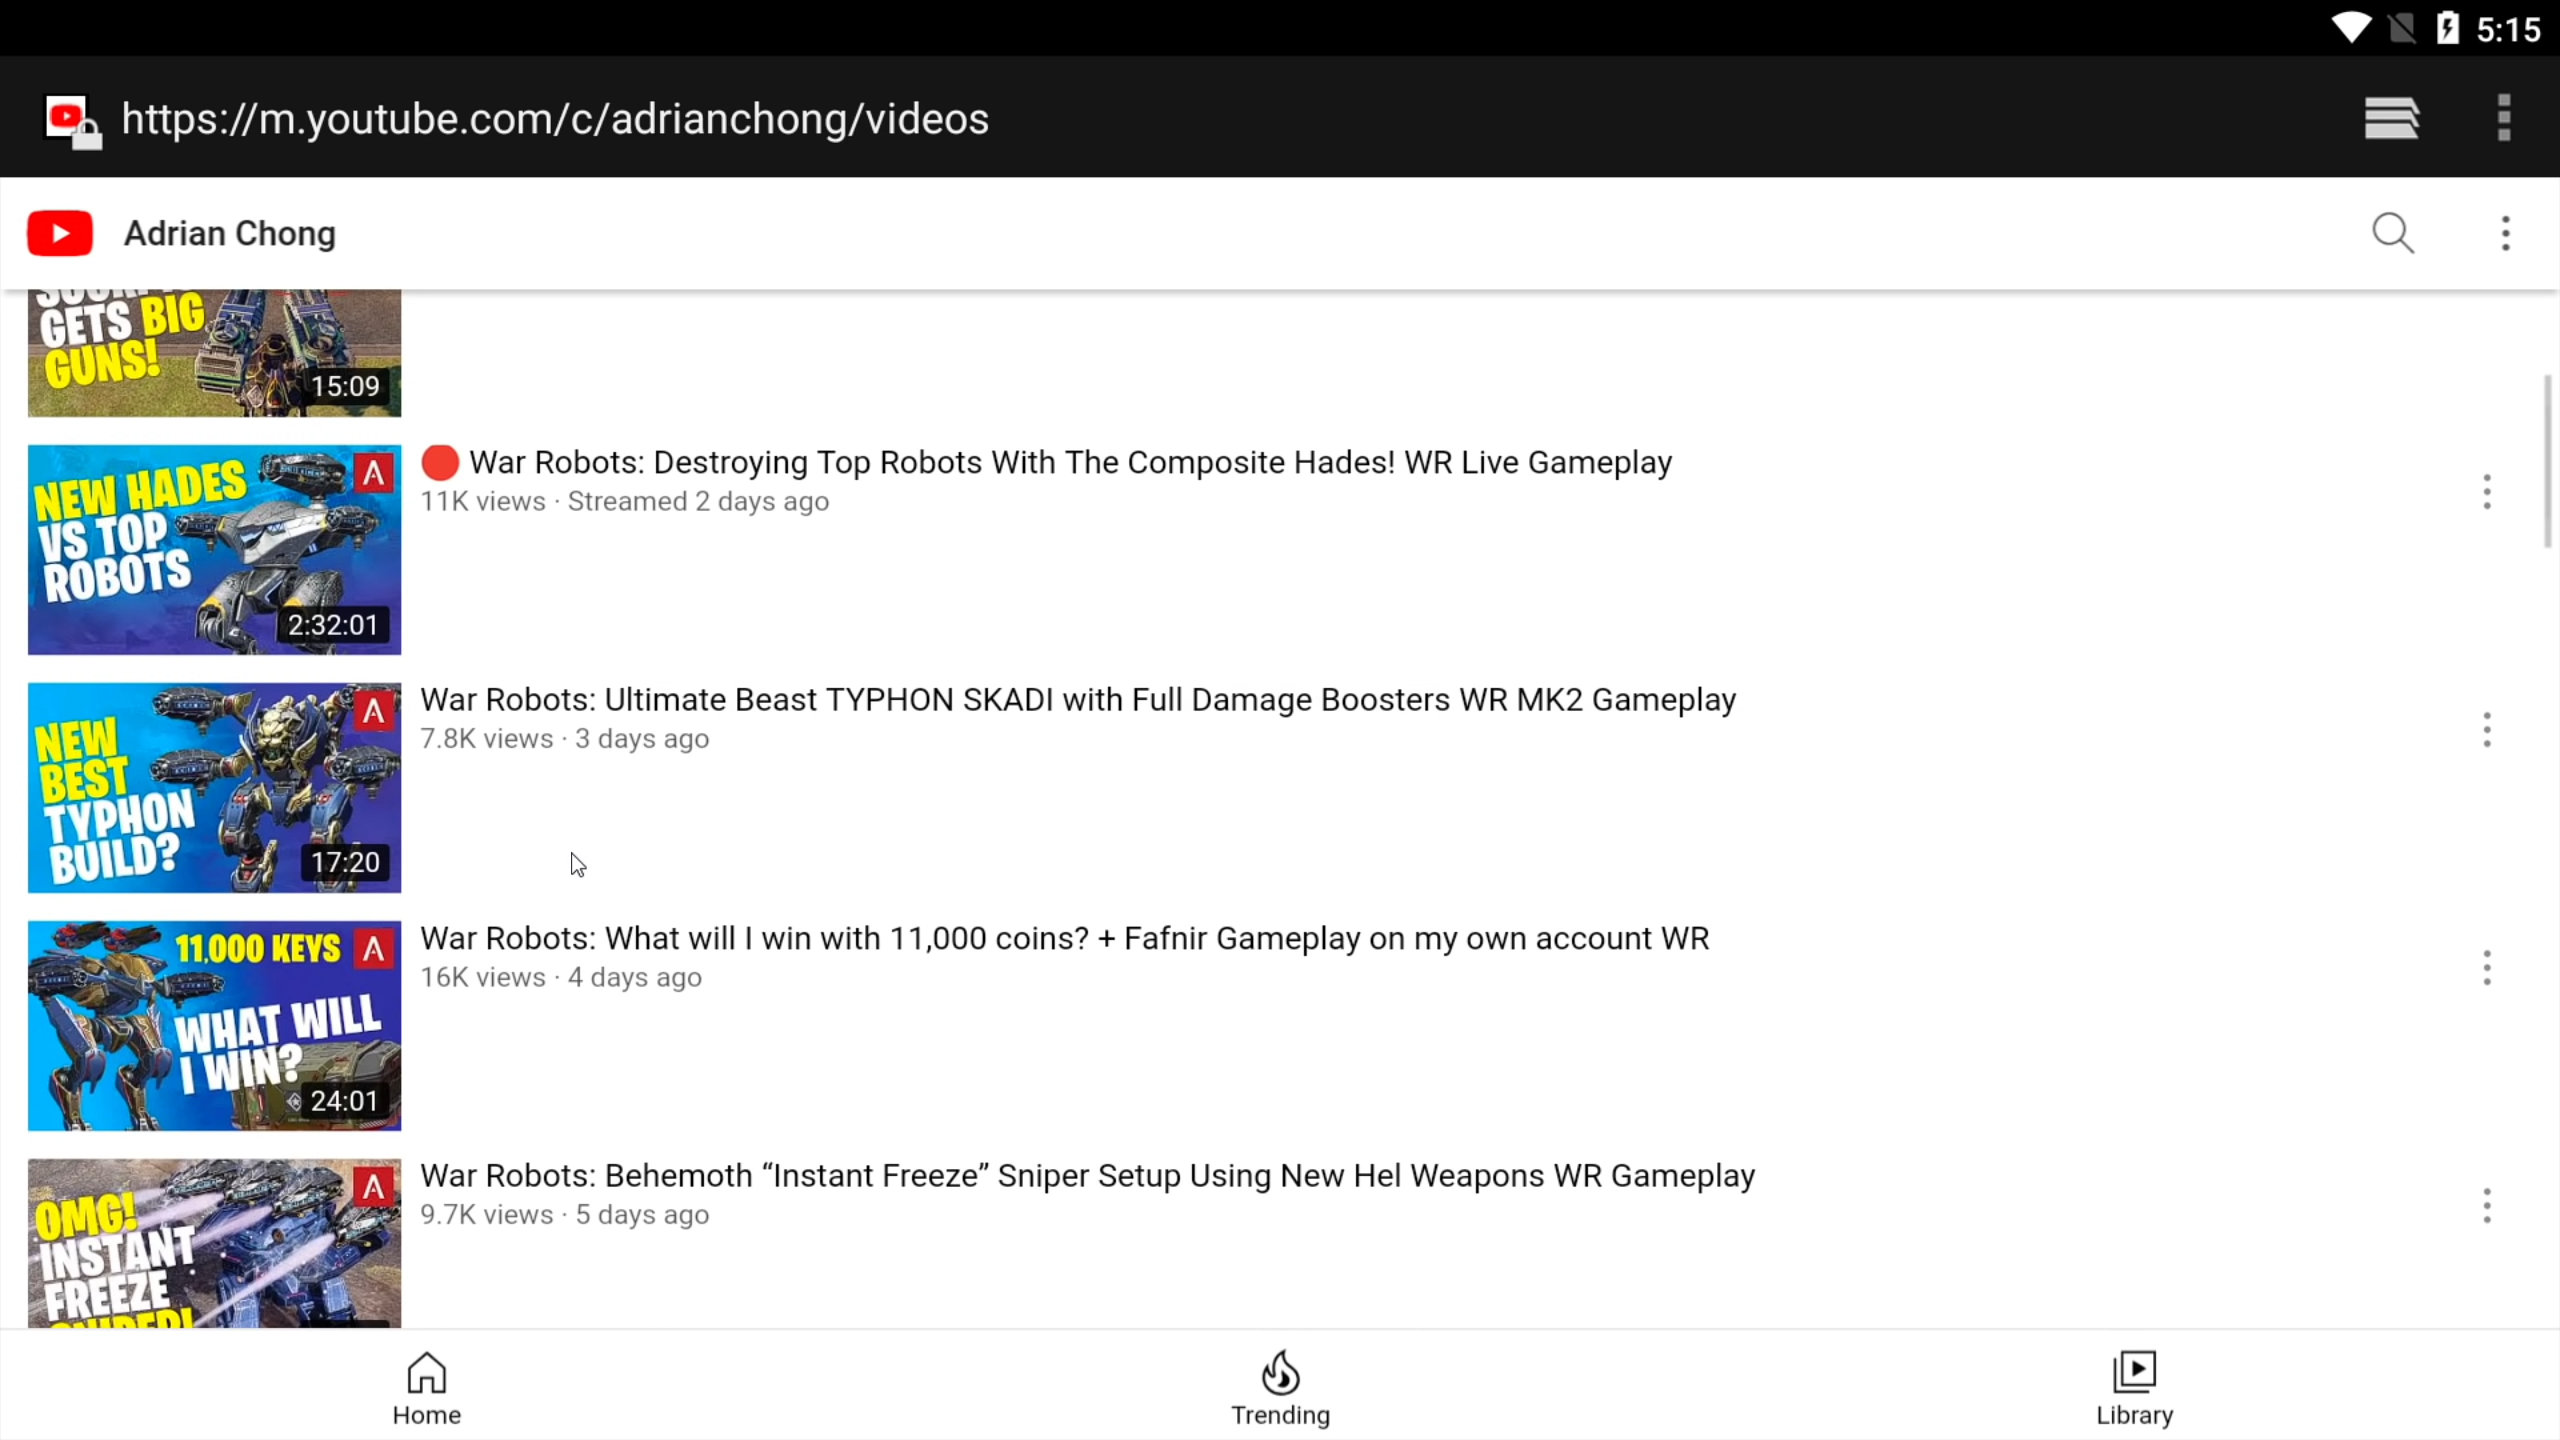 5:15
https://m.youtube.com/c/adrianchong/videos
Adrian Chong
GETS BIG
GUNS!
15:09
NEW HADES
VS TOP
ROBOTS
A
2:32:01
War Robots: Destroying Top Robots With The Composite Hades! WR Live Gameplay
11K views · Streamed 2 days ago
NEW
BEST
TYPHON
BUILD?
A
17:20
War Robots: Ultimate Beast TYPHON SKADI with Full Damage Boosters WR MK2 Gameplay
7.8K views · 3 days ago
11,000 KEYS
A
WHAT WILL
I WIN?
24:01
War Robots: What will I win with 11,000 coins? + Fafnir Gameplay on my own account WR
16K views · 4 days ago
OMG!
INSTANT
FREEZE
A
War Robots: Behemoth “Instant Freeze” Sniper Setup Using New Hel Weapons WR Gameplay
9.7K views · 5 days ago
Home
Trending
Library